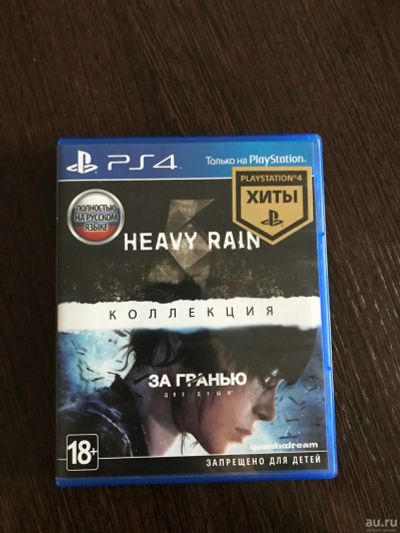 PS4
Только на PlayStation
PLAYSTATION®4
ХИТЫ
ПОЛНОСТЬЮ
НА РУССКОМ
ЯЗЫКЕ
HEAVY RAIN
КОЛЛЕКЦИЯ
ЗА ГРАНЬЮ
ДВЕ ДУШИ
18+
quanticdream
ЗАПРЕЩЕНО ДЛЯ ДЕТЕЙ
au.ru